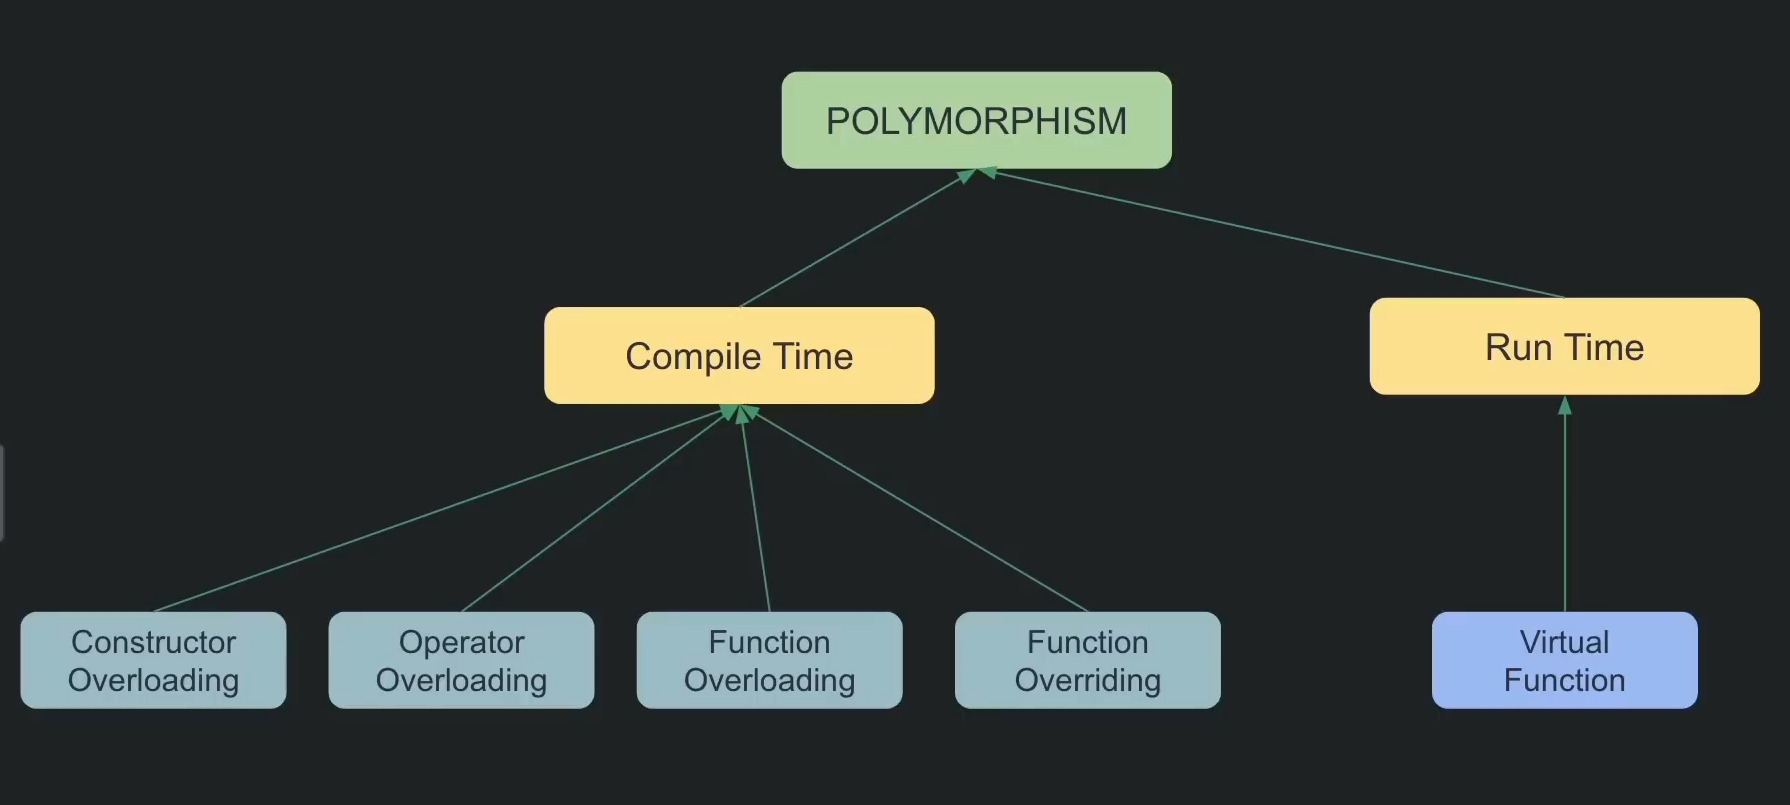 POLYMORPHISM
Compile Time
Run Time
Constructor
Overloading
Operator
Overloading
Function
Overloading
Function
Overriding
Virtual
Function